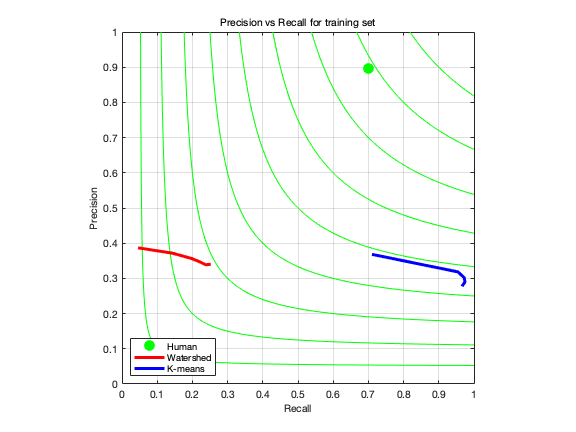 Precision vs Recall for training set
1
0.9
0.8
0.7
0.6
0.5
0.4
0.3
0.2
0.1
0
Precision
Human
Watershed
K-means
0 0.1 0.2 0.3 0.4 0.5 0.6 0.7 0.8 0.9 1
Recall